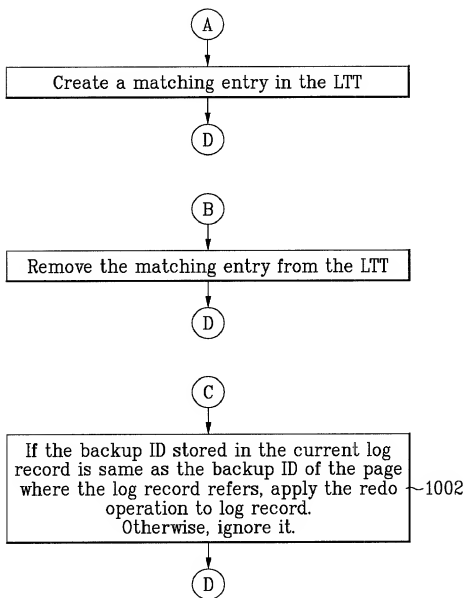 A
Create a matching entry in the LTT
D
B
Remove the matching entry from the LTT
D
C
If the backup ID stored in the current log
record is same as the backup ID of the page
where the log record refers, apply the redo
operation to log record.
Otherwise, ignore it.
1002
D